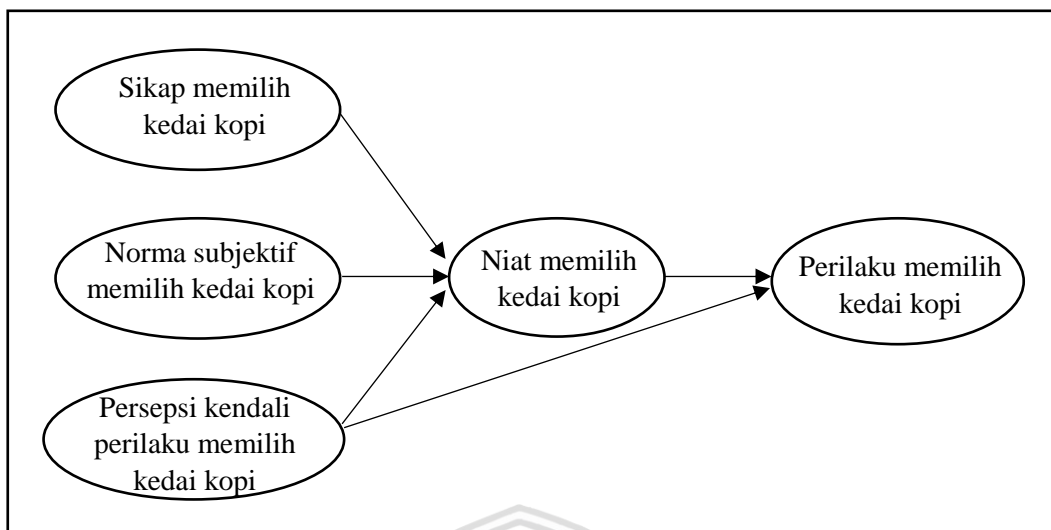 Sikap memilih
kedai kopi
Norma subjektif
memilih kedai kopi
Persepsi kendali
perilaku memilih
kedai kopi
Niat memilih
kedai kopi
Perilaku memilih
kedai kopi